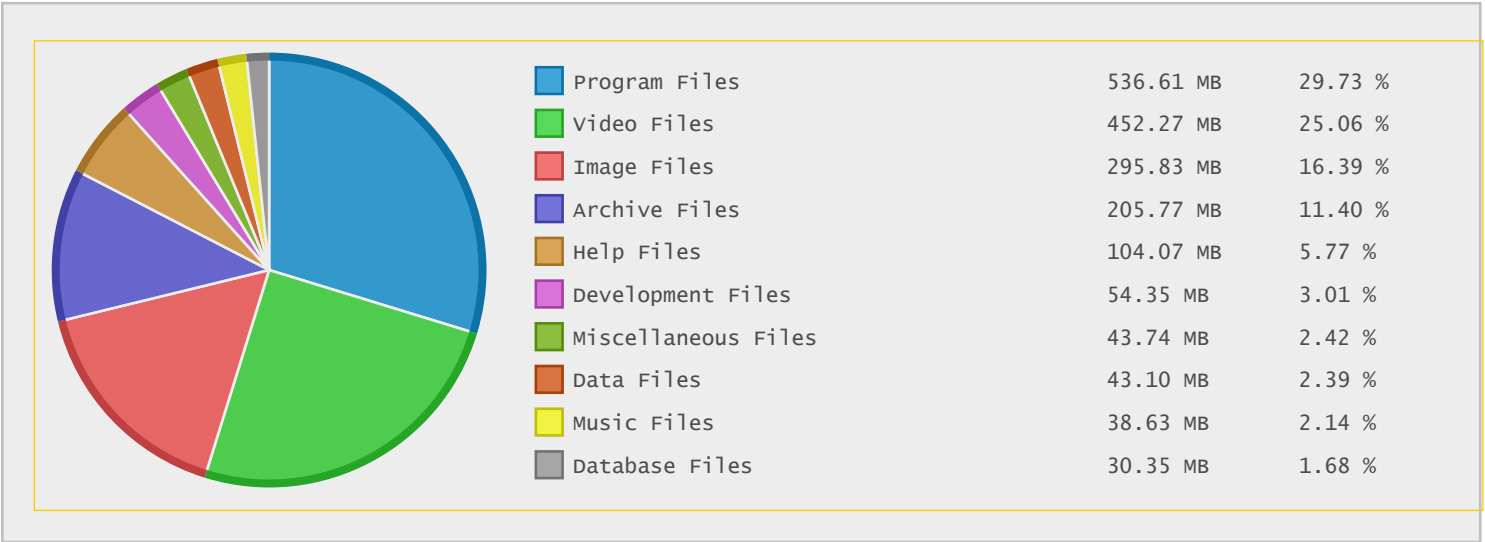 Program Files 536.61 MB 29.73 %
Video Files 452.27 MB 25.06 %
Image Files 295.83 MB 16.39 %
Archive Files 205.77 MB 11.40 %
Help Files 104.07 MB 5.77 %
Development Files 54.35 MB 3.01 %
Miscellaneous Files 43.74 MB 2.42 %
Data Files 43.10 MB 2.39 %
Music Files 38.63 MB 2.14 %
Database Files 30.35 MB 1.68 %